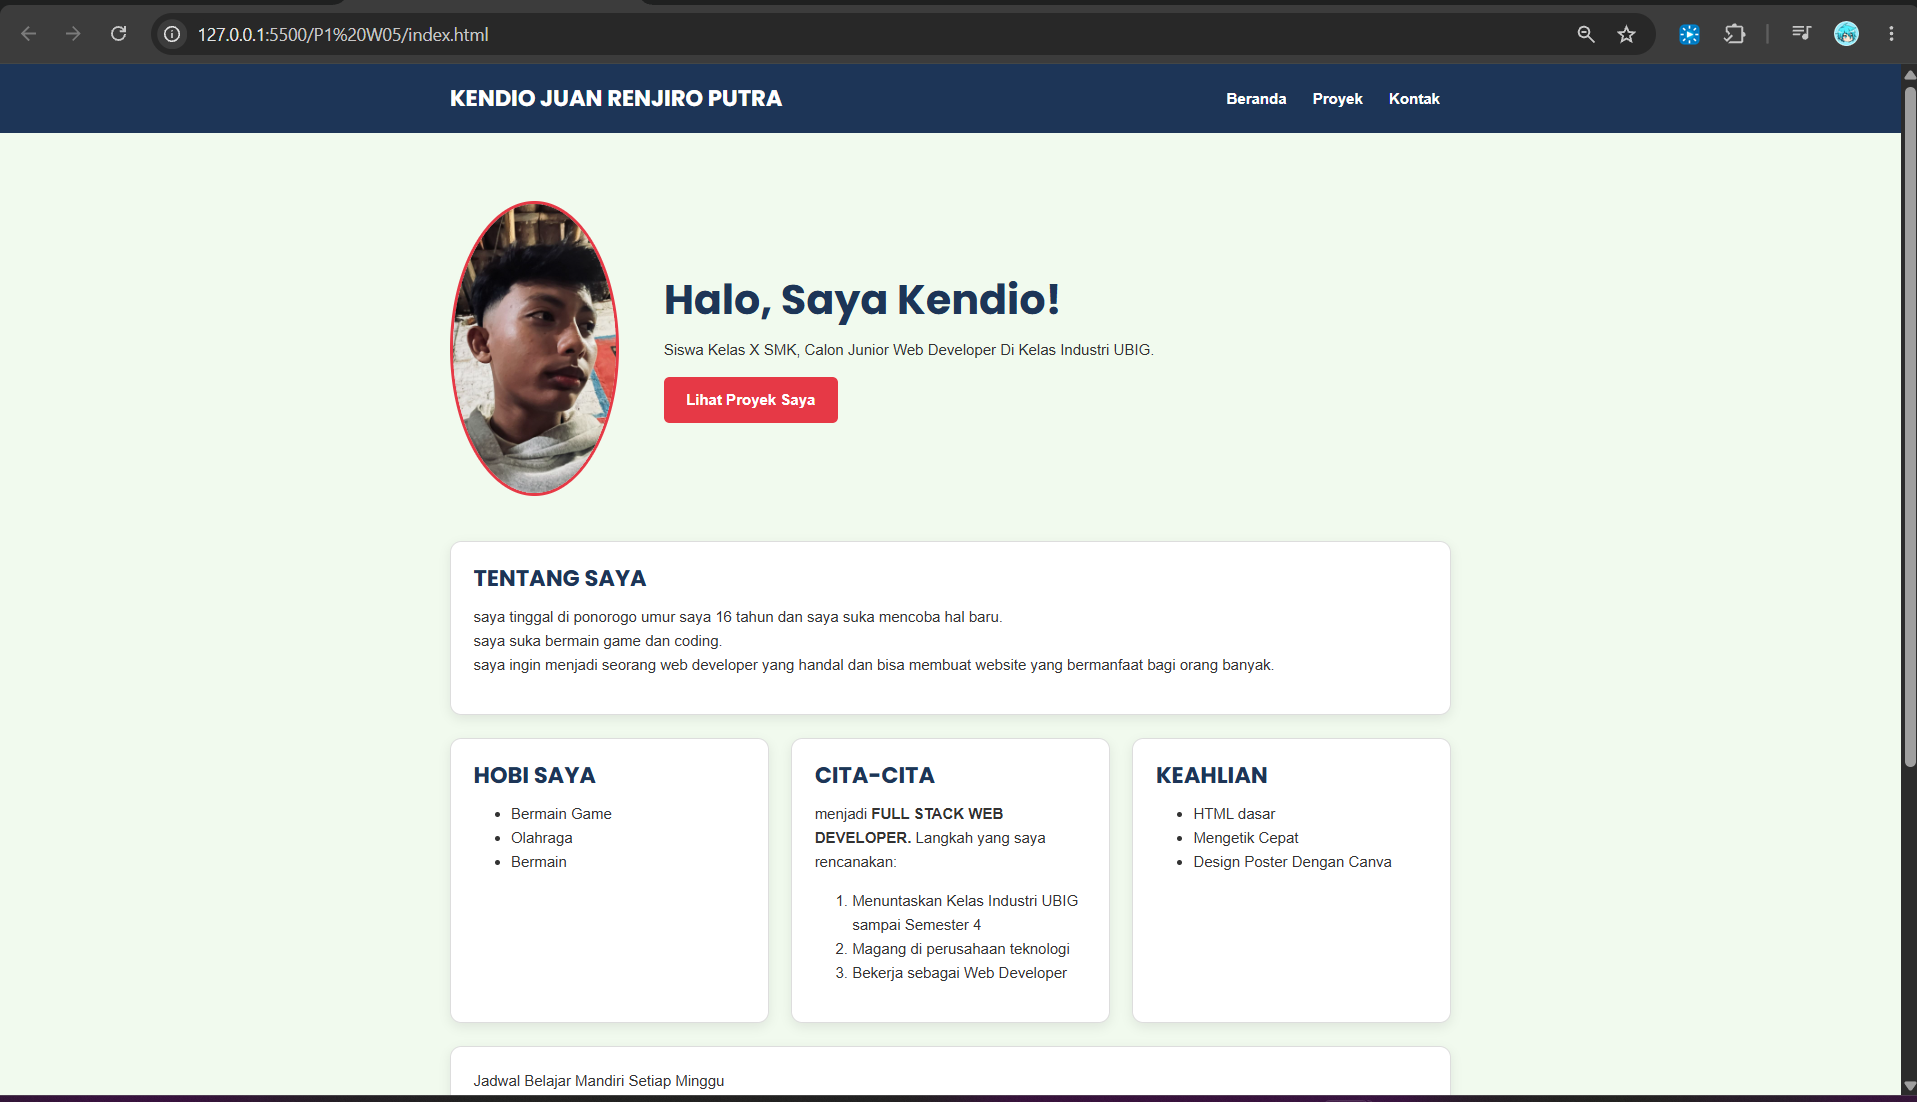 127.0.0.1:5500/P1%20W05/index.html
KENDIO JUAN RENJIRO PUTRA
Beranda Proyek Kontak
Halo, Saya Kendio!
Siswa Kelas X SMK, Calon Junior Web Developer Di Kelas Industri UBIG.
Lihat Proyek Saya
TENTANG SAYA
saya tinggal di ponorogo umur saya 16 tahun dan saya suka mencoba hal baru.
saya suka bermain game dan coding.
saya ingin menjadi seorang web developer yang handal dan bisa membuat website yang bermanfaat bagi orang banyak.
HOBI SAYA
• Bermain Game
• Olahraga
• Bermain
CITA-CITA
menjadi FULL STACK WEB
DEVELOPER. Langkah yang saya
rencanakan:
1. Menuntaskan Kelas Industri UBIG
sampai Semester 4
2. Magang di perusahaan teknologi
3. Bekerja sebagai Web Developer
KEAHLIAN
• HTML dasar
• Mengetik Cepat
• Design Poster Dengan Canva
Jadwal Belajar Mandiri Setiap Minggu